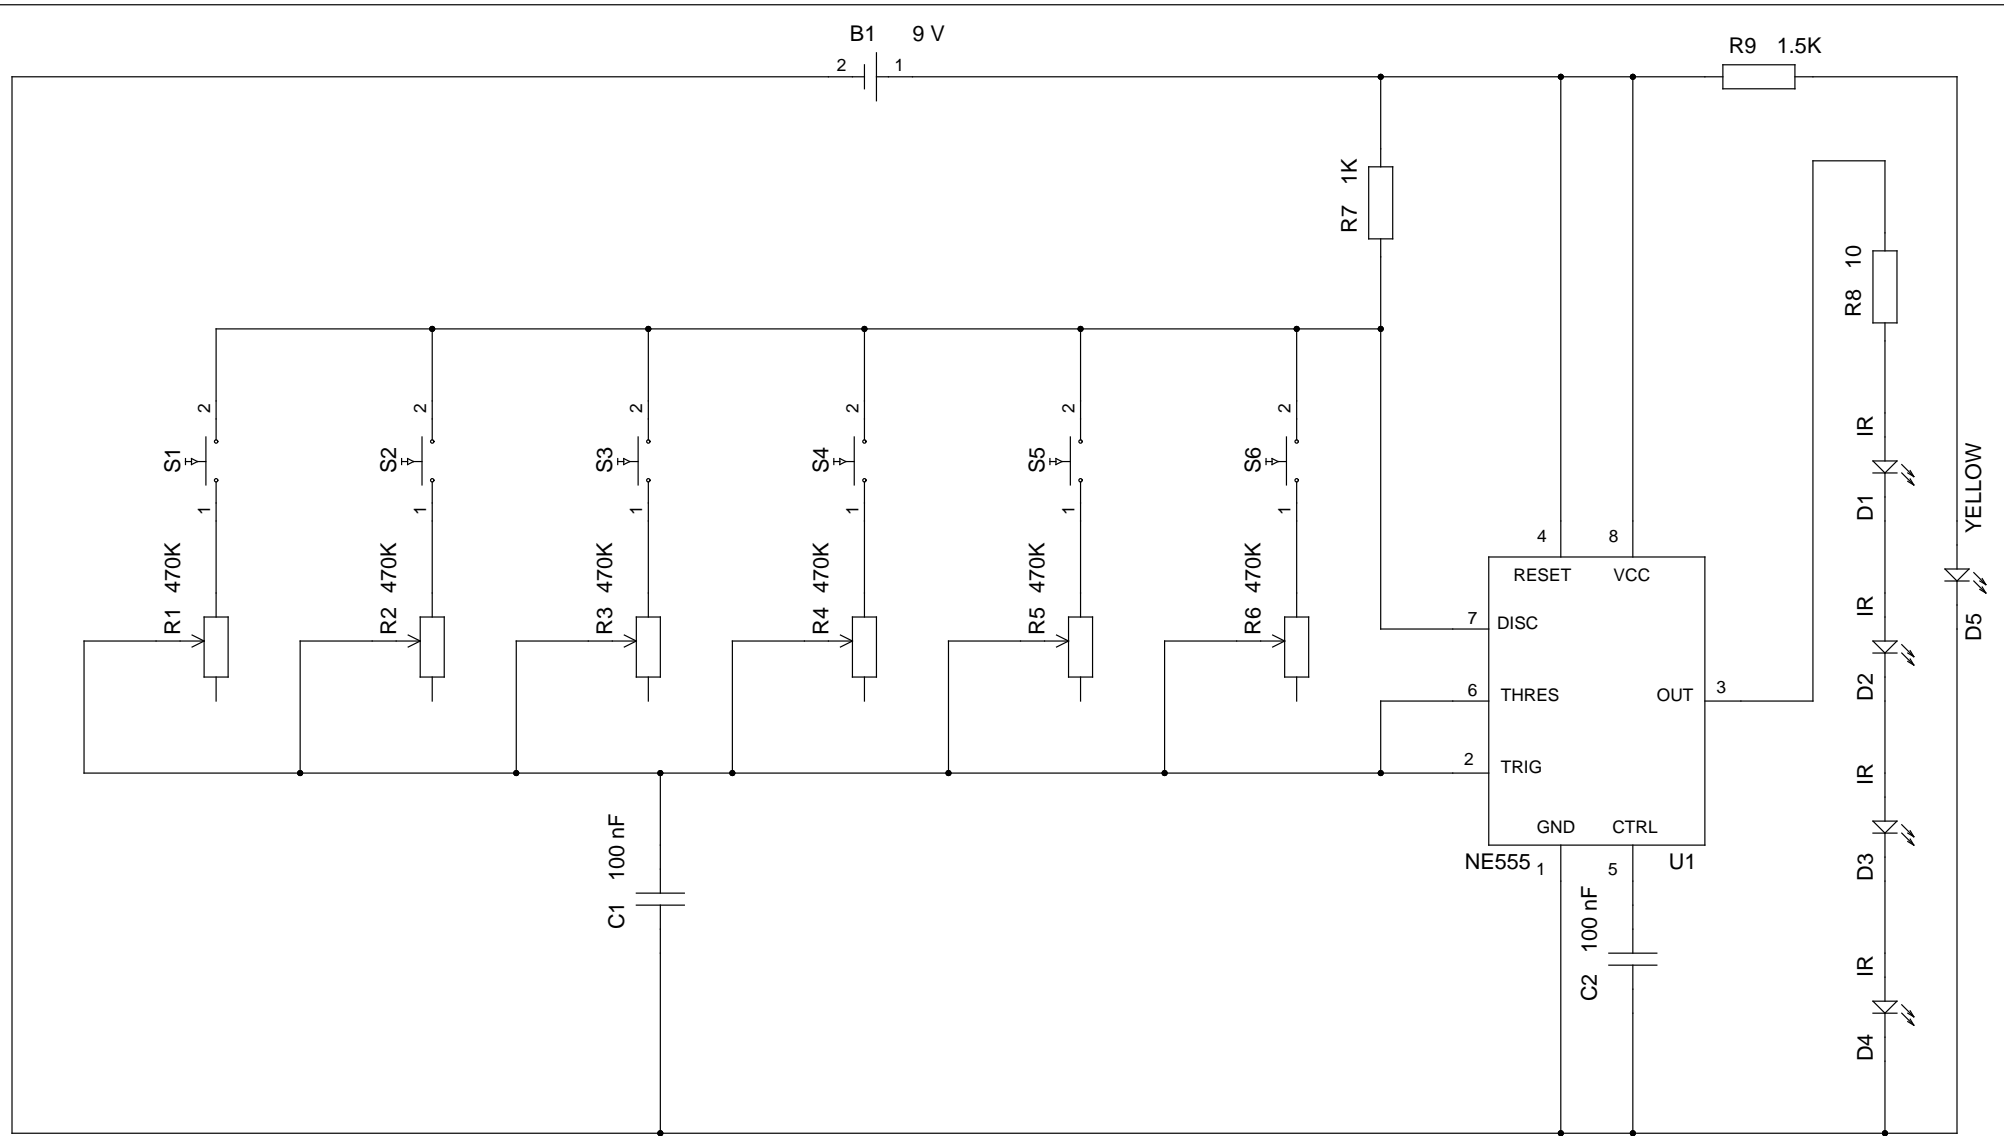 B1 9 V
2 1
R9 1.5K
R7 1K
R8 10
S1 2 1
S2 2 1
S3 2 1
S4 2 1
S5 2 1
S6 2 1
R1 470K
R2 470K
R3 470K
R4 470K
R5 470K
R6 470K
4 8
RESET VCC
7 DISC
6 THRES
OUT 3
2 TRIG
GND CTRL
NE555 1 5 U1
C1 100 nF
C2 100 nF
D1 IR
D2 IR
D3 IR
D4 IR
D5 YELLOW